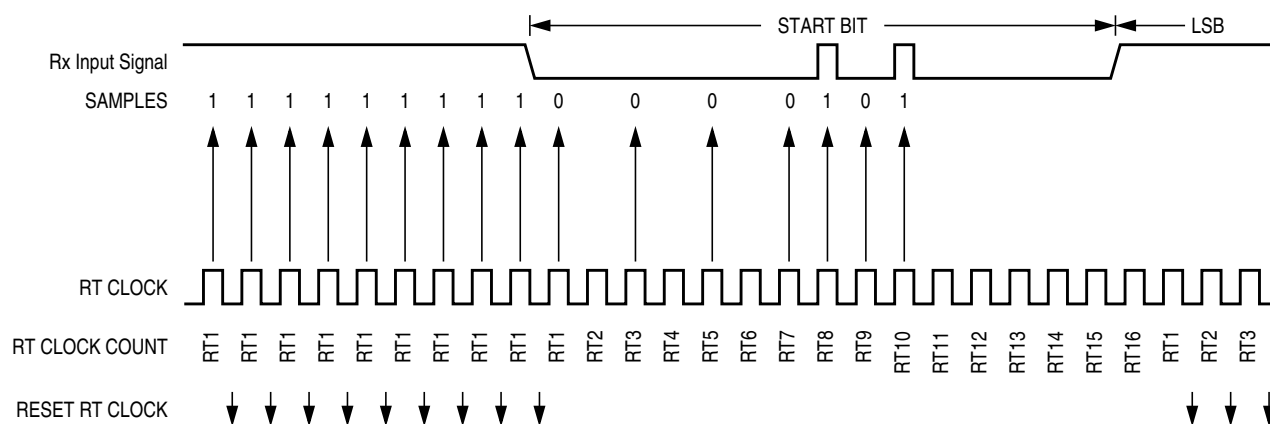 START BIT LSB
Rx Input Signal
SAMPLES 1 1 1 1 1 1 1 1 1 0 0 0 0 1 0 1
RT CLOCK
RT CLOCK COUNT RT1 RT1 RT1 RT1 RT1 RT1 RT1 RT1 RT1 RT1 RT2 RT3 RT4 RT5 RT6 RT7 RT8 RT9 RT10 RT11 RT12 RT13 RT14 RT15 RT16 RT1 RT2 RT3
RESET RT CLOCK